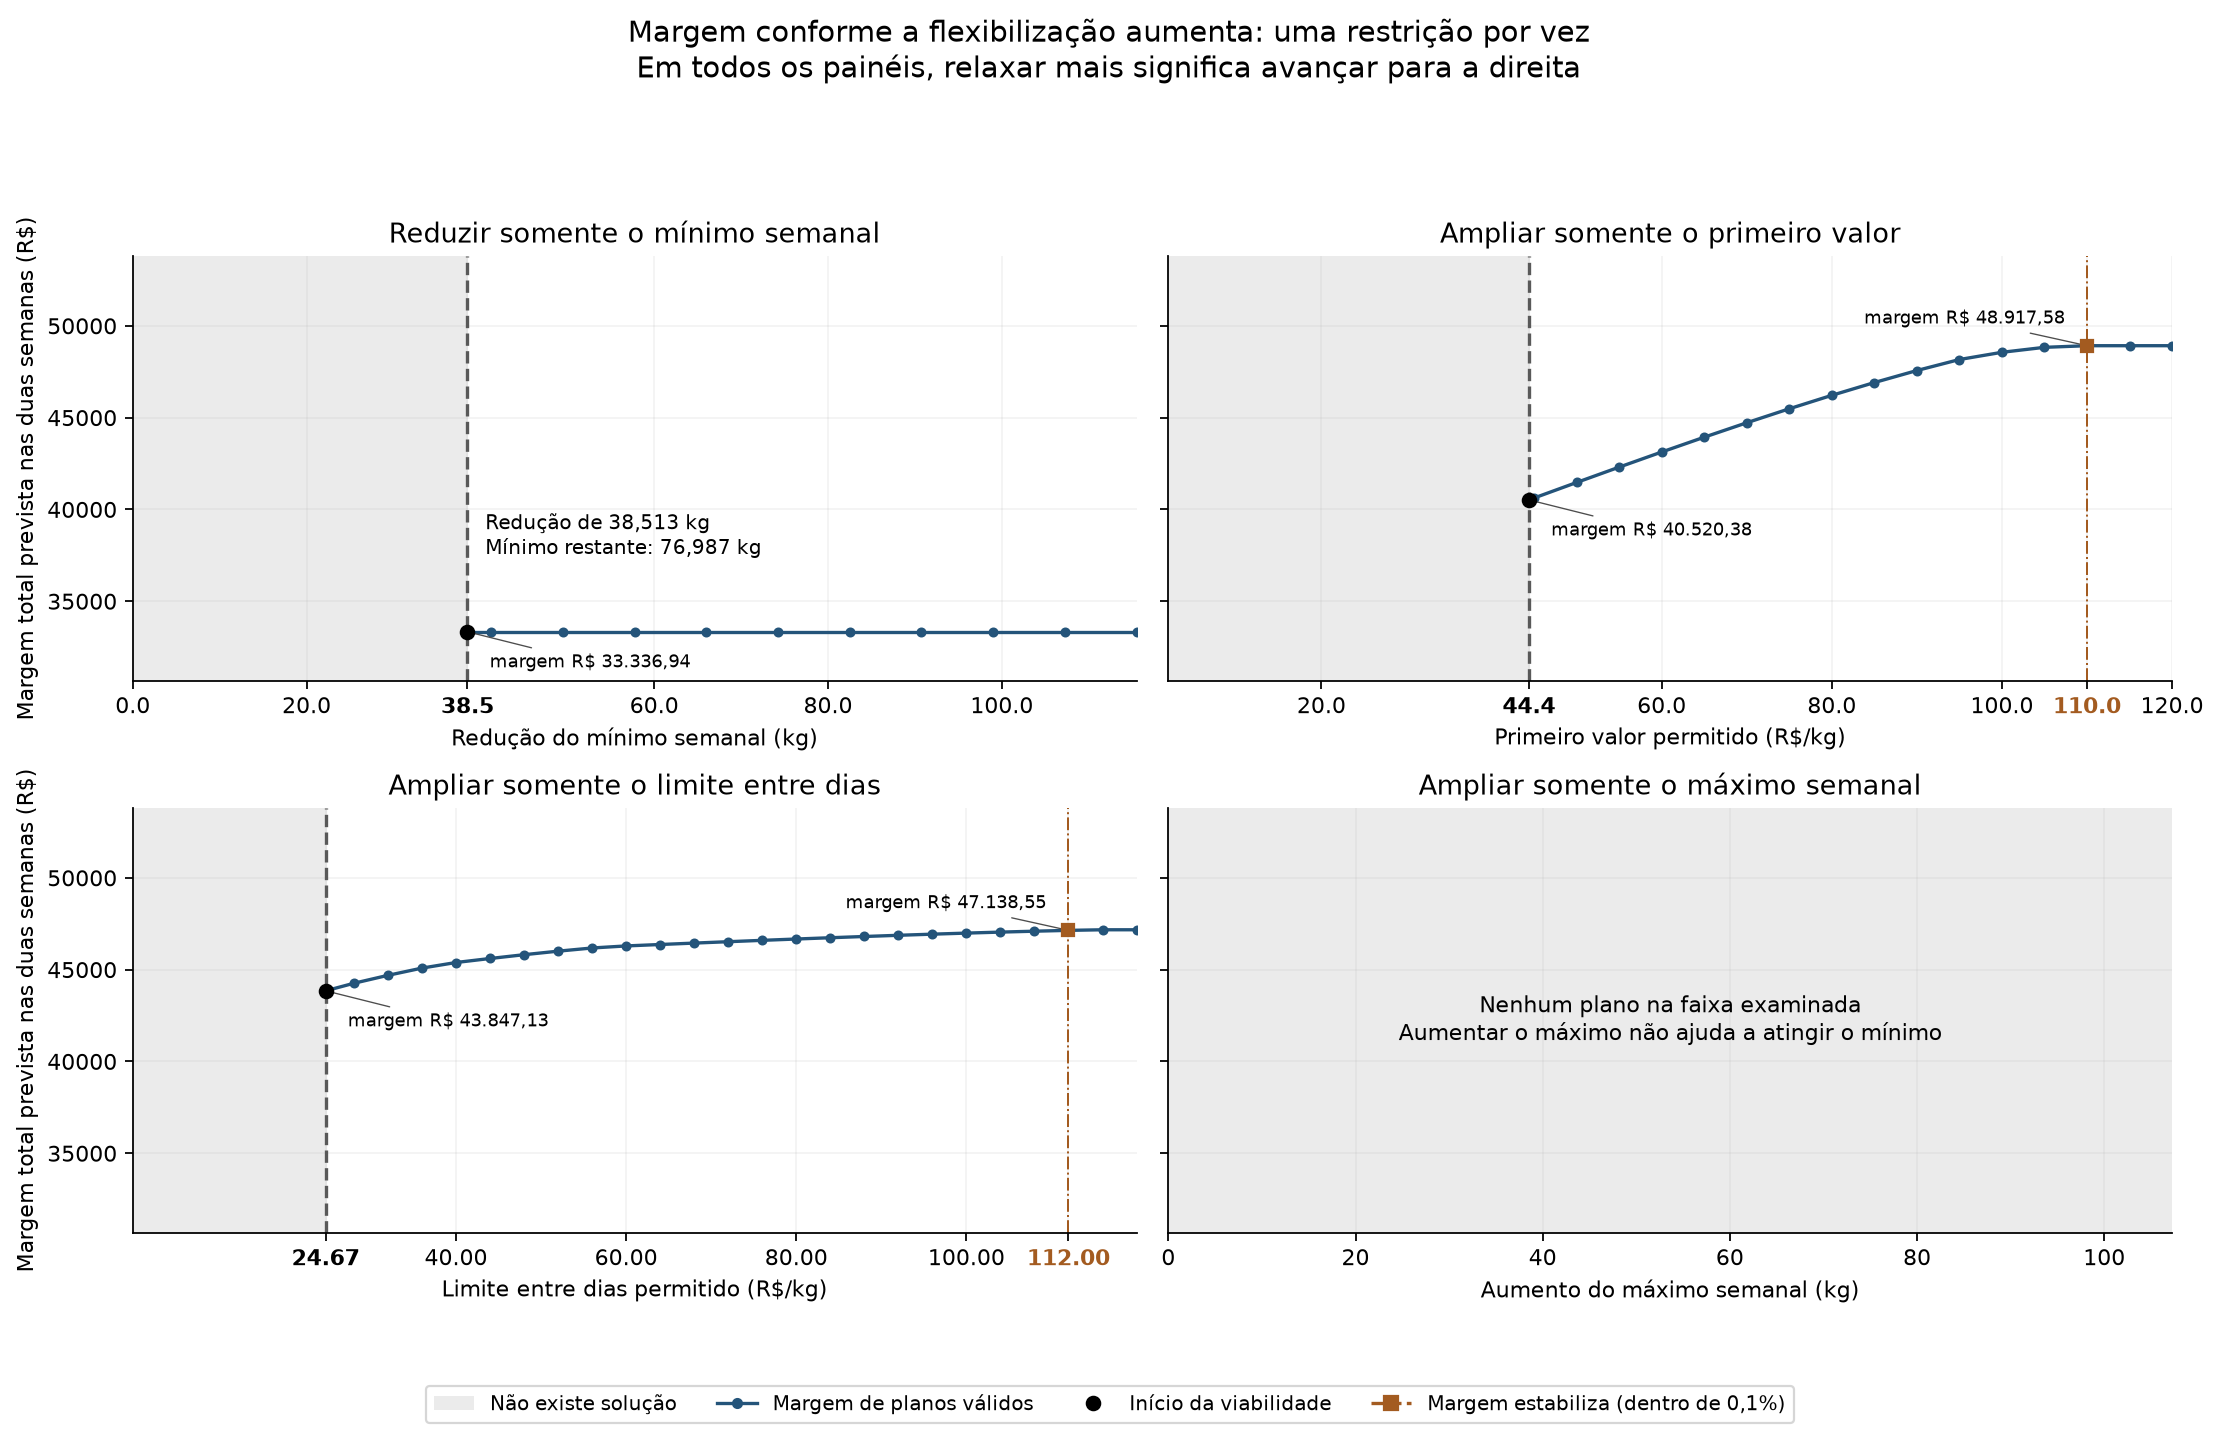 Margem conforme a flexibilização aumenta: uma restrição por vez
Em todos os painéis, relaxar mais significa avançar para a direita
Reduzir somente o mínimo semanal
Margem total prevista nas duas semanas (R$)
50000
45000
40000
35000
Redução de 38,513 kg
Mínimo restante: 76,987 kg
margem R$ 33.336,94
0.0 20.0 38.5 60.0 80.0 100.0
Redução do mínimo semanal (kg)
Ampliar somente o primeiro valor
margem R$ 48.917,58
margem R$ 40.520,38
20.0 44.4 60.0 80.0 100.0 110.0 120.0
Primeiro valor permitido (R$/kg)
Ampliar somente o limite entre dias
Margem total prevista nas duas semanas (R$)
50000
45000
40000
35000
margem R$ 47.138,55
margem R$ 43.847,13
24.67 40.00 60.00 80.00 100.00 112.00
Limite entre dias permitido (R$/kg)
Ampliar somente o máximo semanal
Nenhum plano na faixa examinada
Aumentar o máximo não ajuda a atingir o mínimo
0 20 40 60 80 100
Aumento do máximo semanal (kg)
Não existe solução Margem de planos válidos Início da viabilidade Margem estabiliza (dentro de 0,1%)